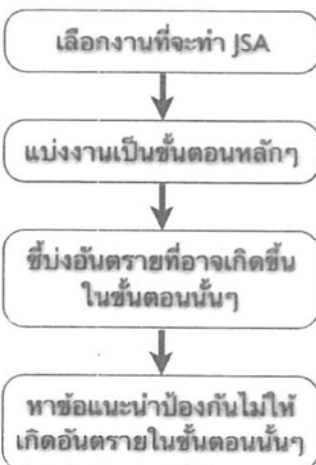 เลือกงานที่จะทำ JSA
แบ่งงานเป็นขั้นตอนหลักๆ
ชี้บ่งอันตรายที่อาจเกิดขึ้น
ในขั้นตอนนั้นๆ
หาข้อแนะนำป้องกันไม่ให้
เกิดอันตรายในขั้นตอนนั้นๆ